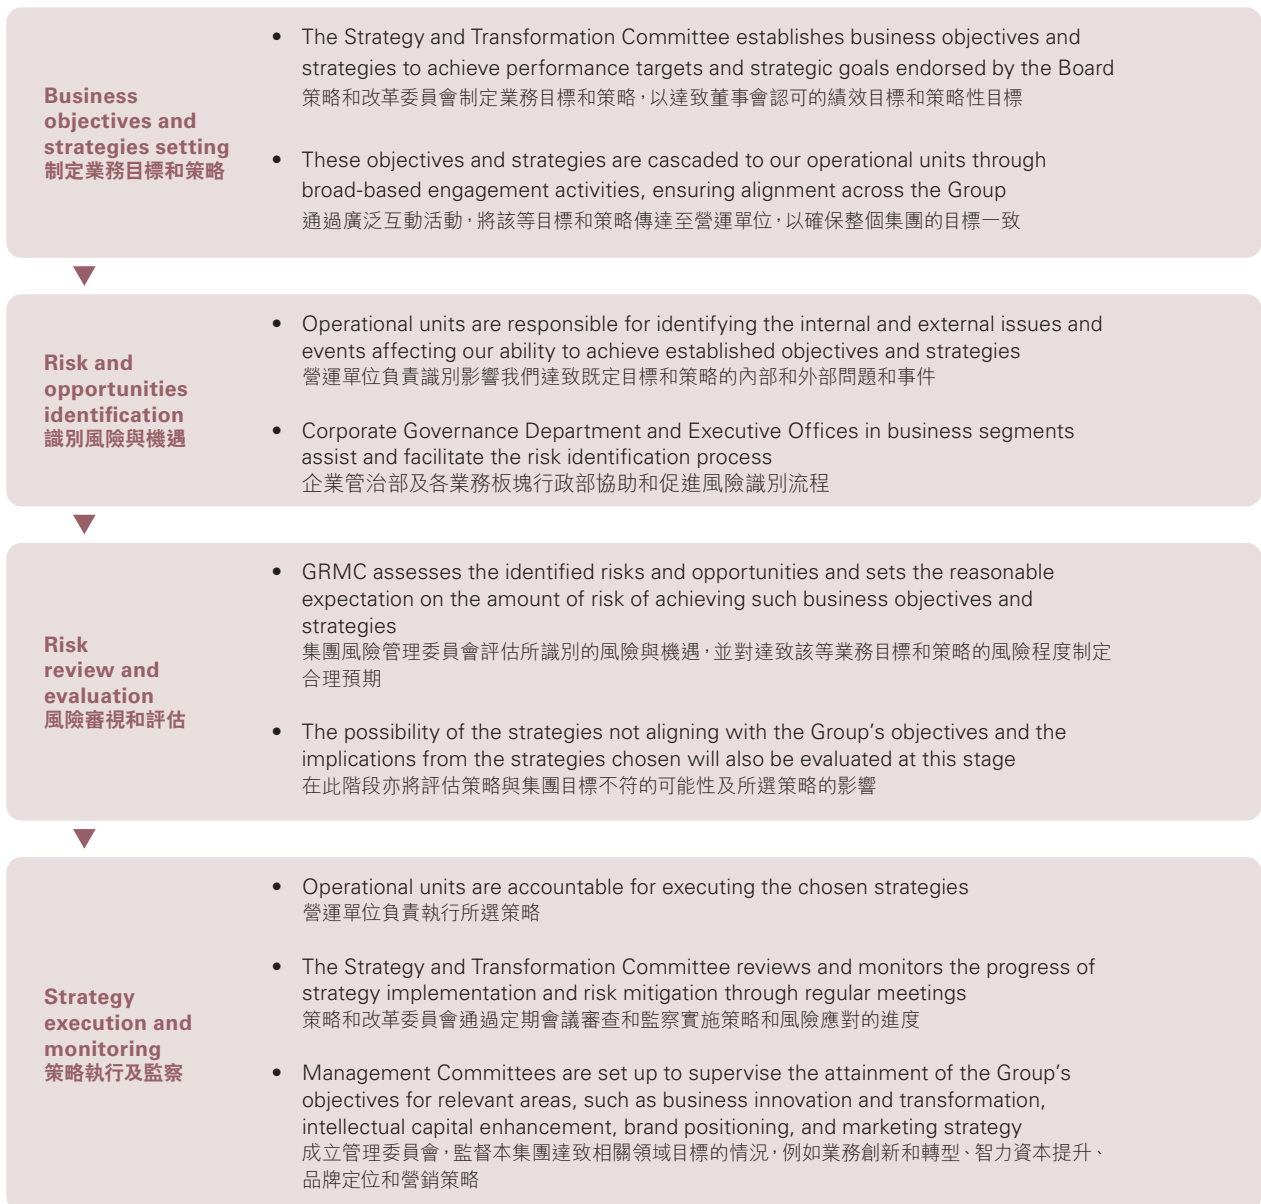 Business
objectives and
strategies setting
制定業務目標和策略
• The Strategy and Transformation Committee establishes business objectives and
strategies to achieve performance targets and strategic goals endorsed by the Board
策略和改革委員會制定業務目標和策略，以達致董事會認可的績效目標和策略性目標
• These objectives and strategies are cascaded to our operational units through
broad-based engagement activities, ensuring alignment across the Group
通過廣泛互動活動，將該等目標和策略傳達至營運單位，以確保整個集團的目標一致
Risk and
opportunities
identification
識別風險與機遇
• Operational units are responsible for identifying the internal and external issues and
events affecting our ability to achieve established objectives and strategies
營運單位負責識別影響我們達致既定目標和策略的內部和外部問題和事件
• Corporate Governance Department and Executive Offices in business segments
assist and facilitate the risk identification process
企業管治部及各業務板塊行政部協助和促進風險識別流程
Risk
review and
evaluation
風險審視和評估
• GRMC assesses the identified risks and opportunities and sets the reasonable
expectation on the amount of risk of achieving such business objectives and
strategies
集團風險管理委員會評估所識別的風險與機遇，並對達致該等業務目標和策略的風險程度制定
合理預期
• The possibility of the strategies not aligning with the Group’s objectives and the
implications from the strategies chosen will also be evaluated at this stage
在此階段亦將評估策略與集團目標不符的可能性及所選策略的影響
Strategy
execution and
monitoring
策略執行及監察
• Operational units are accountable for executing the chosen strategies
營運單位負責執行所選策略
• The Strategy and Transformation Committee reviews and monitors the progress of
strategy implementation and risk mitigation through regular meetings
策略和改革委員會通過定期會議審查和監察實施策略和風險應對的進度
• Management Committees are set up to supervise the attainment of the Group’s
objectives for relevant areas, such as business innovation and transformation,
intellectual capital enhancement, brand positioning, and marketing strategy
成立管理委員會，監督本集團達致相關領域目標的情況，例如業務創新和轉型、智力資本提升、
品牌定位和營銷策略